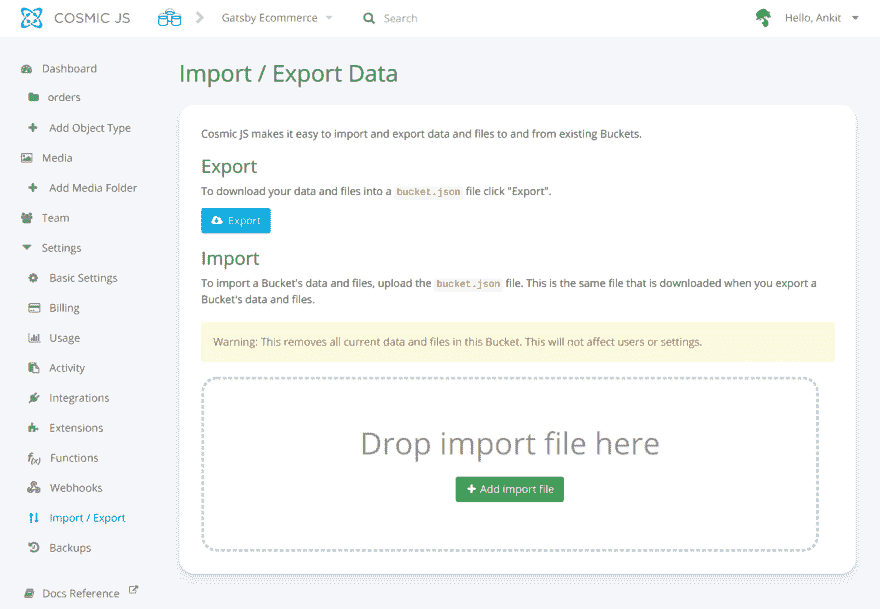 COSMIC JS
Gatsby Ecommerce
Search
Hello, Ankit
Dashboard
orders
Add Object Type
Media
Add Media Folder
Team
Settings
Basic Settings
Billing
Usage
Activity
Integrations
Extensions
f(x) Functions
Webhooks
Import / Export
Backups
Docs Reference
Import / Export Data
Cosmic JS makes it easy to import and export data and files to and from existing Buckets.
Export
To download your data and files into a bucket.json file click "Export".
Export
Import
To import a Bucket's data and files, upload the bucket.json file. This is the same file that is downloaded when you export a
Bucket's data and files.
Warning: This removes all current data and files in this Bucket. This will not affect users or settings.
Drop import file here
+ Add import file